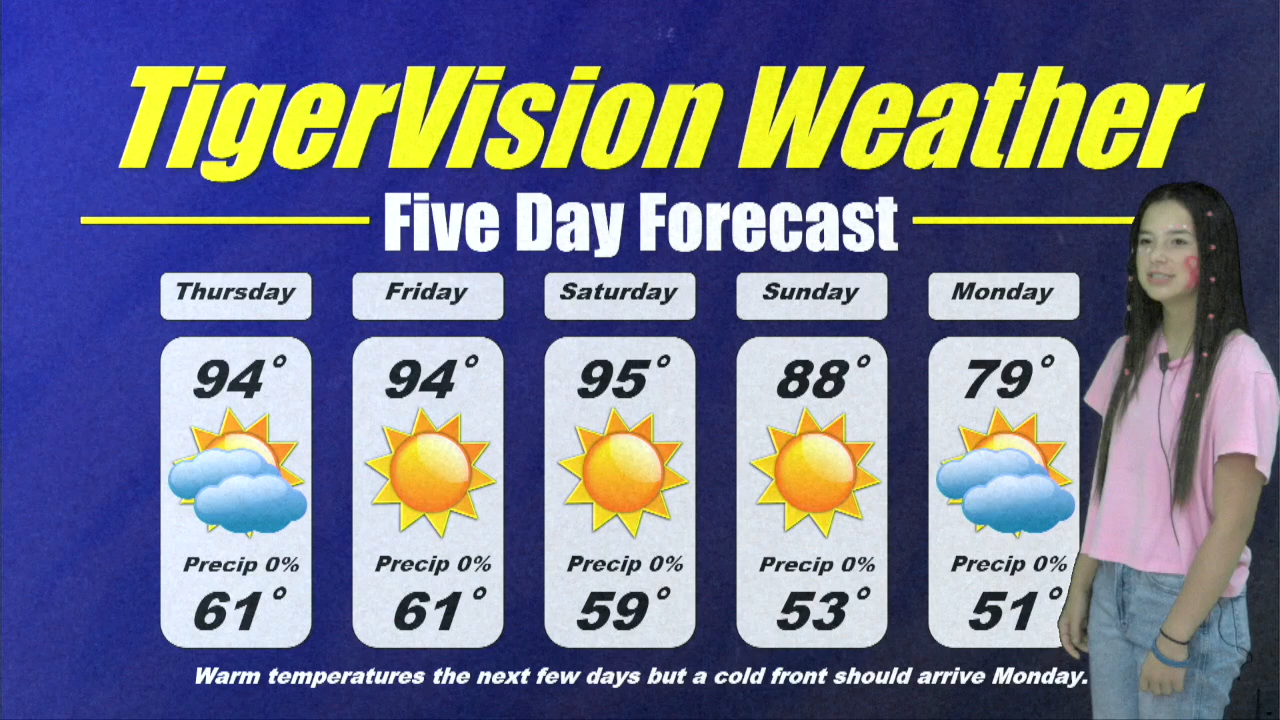 TigerVision Weather
Five Day Forecast
Thursday Friday Saturday Sunday Monday
94° 94° 95° 88° 79°
Precip 0% Precip 0% Precip 0% Precip 0% Precip 0%
61° 61° 59° 53° 51°
Warm temperatures the next few days but a cold front should arrive Monday.